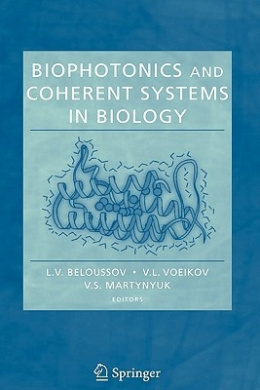 BIOPHOTONICS AND
COHERENT SYSTEMS
IN BIOLOGY
L.V. BELOUSSOV • V.L. VOEIKOV
V.S. MARTYNYUK
EDITORS
Springer